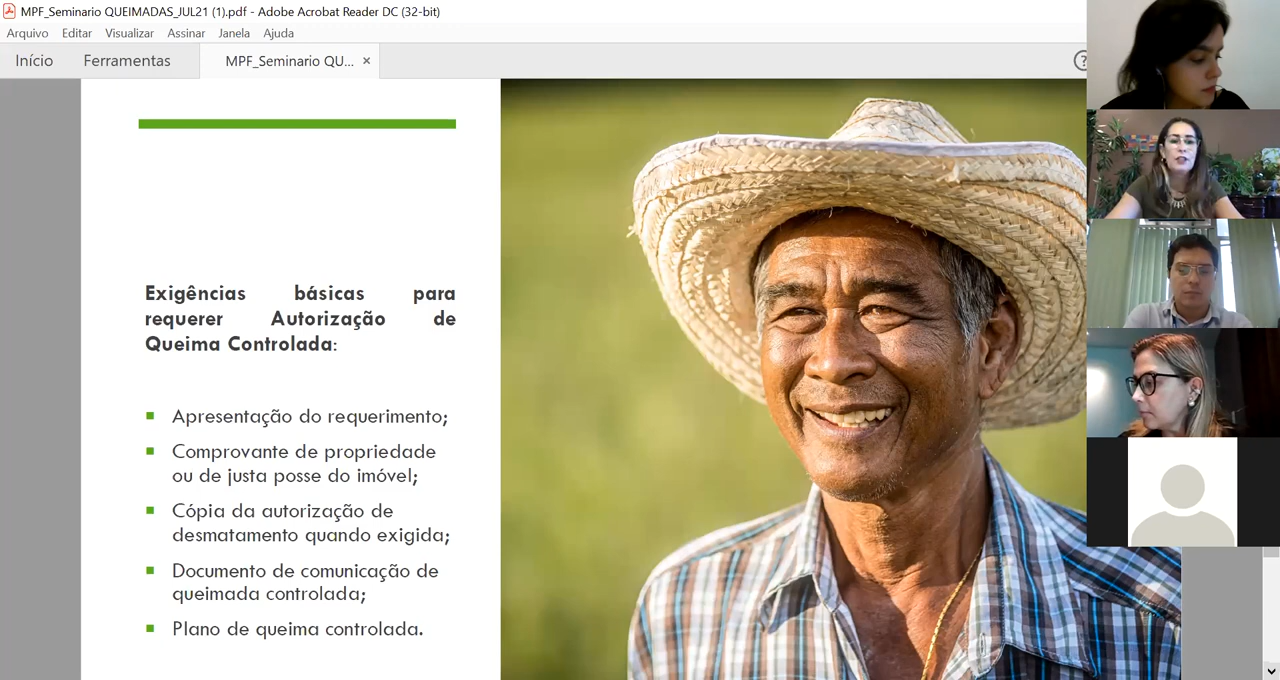 MPF_Seminario QUEIMADAS_JUL21 (1).pdf - Adobe Acrobat Reader DC (32-bit)
Arquivo Editar Visualizar Assinar Janela Ajuda
Início Ferramentas MPF_Seminario QU... × ?
Exigências básicas para
requerer Autorização de
Queima Controlada:
▪ Apresentação do requerimento;
▪ Comprovante de propriedade
ou de justa posse do imóvel;
▪ Cópia da autorização de
desmatamento quando exigida;
▪ Documento de comunicação de
queimada controlada;
▪ Plano de queima controlada.